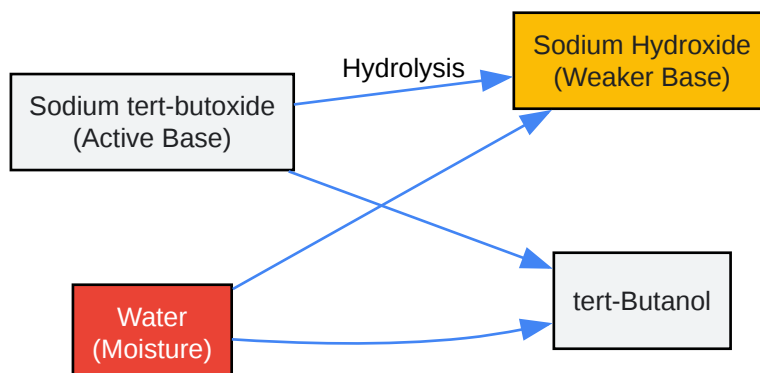 Sodium tert-butoxide
(Active Base)
Hydrolysis
Sodium Hydroxide
(Weaker Base)
Water
(Moisture)
tert-Butanol